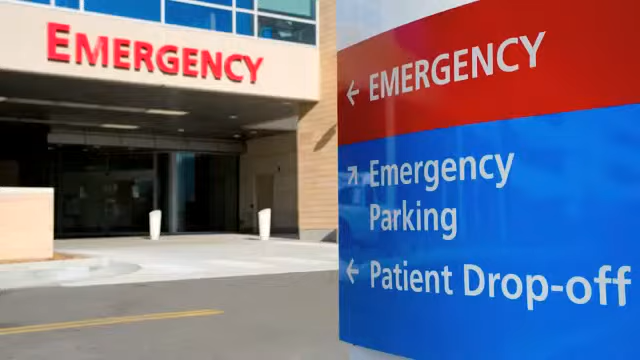 EMERGENCY
← EMERGENCY
↗ Emergency
Parking
← Patient Drop-off